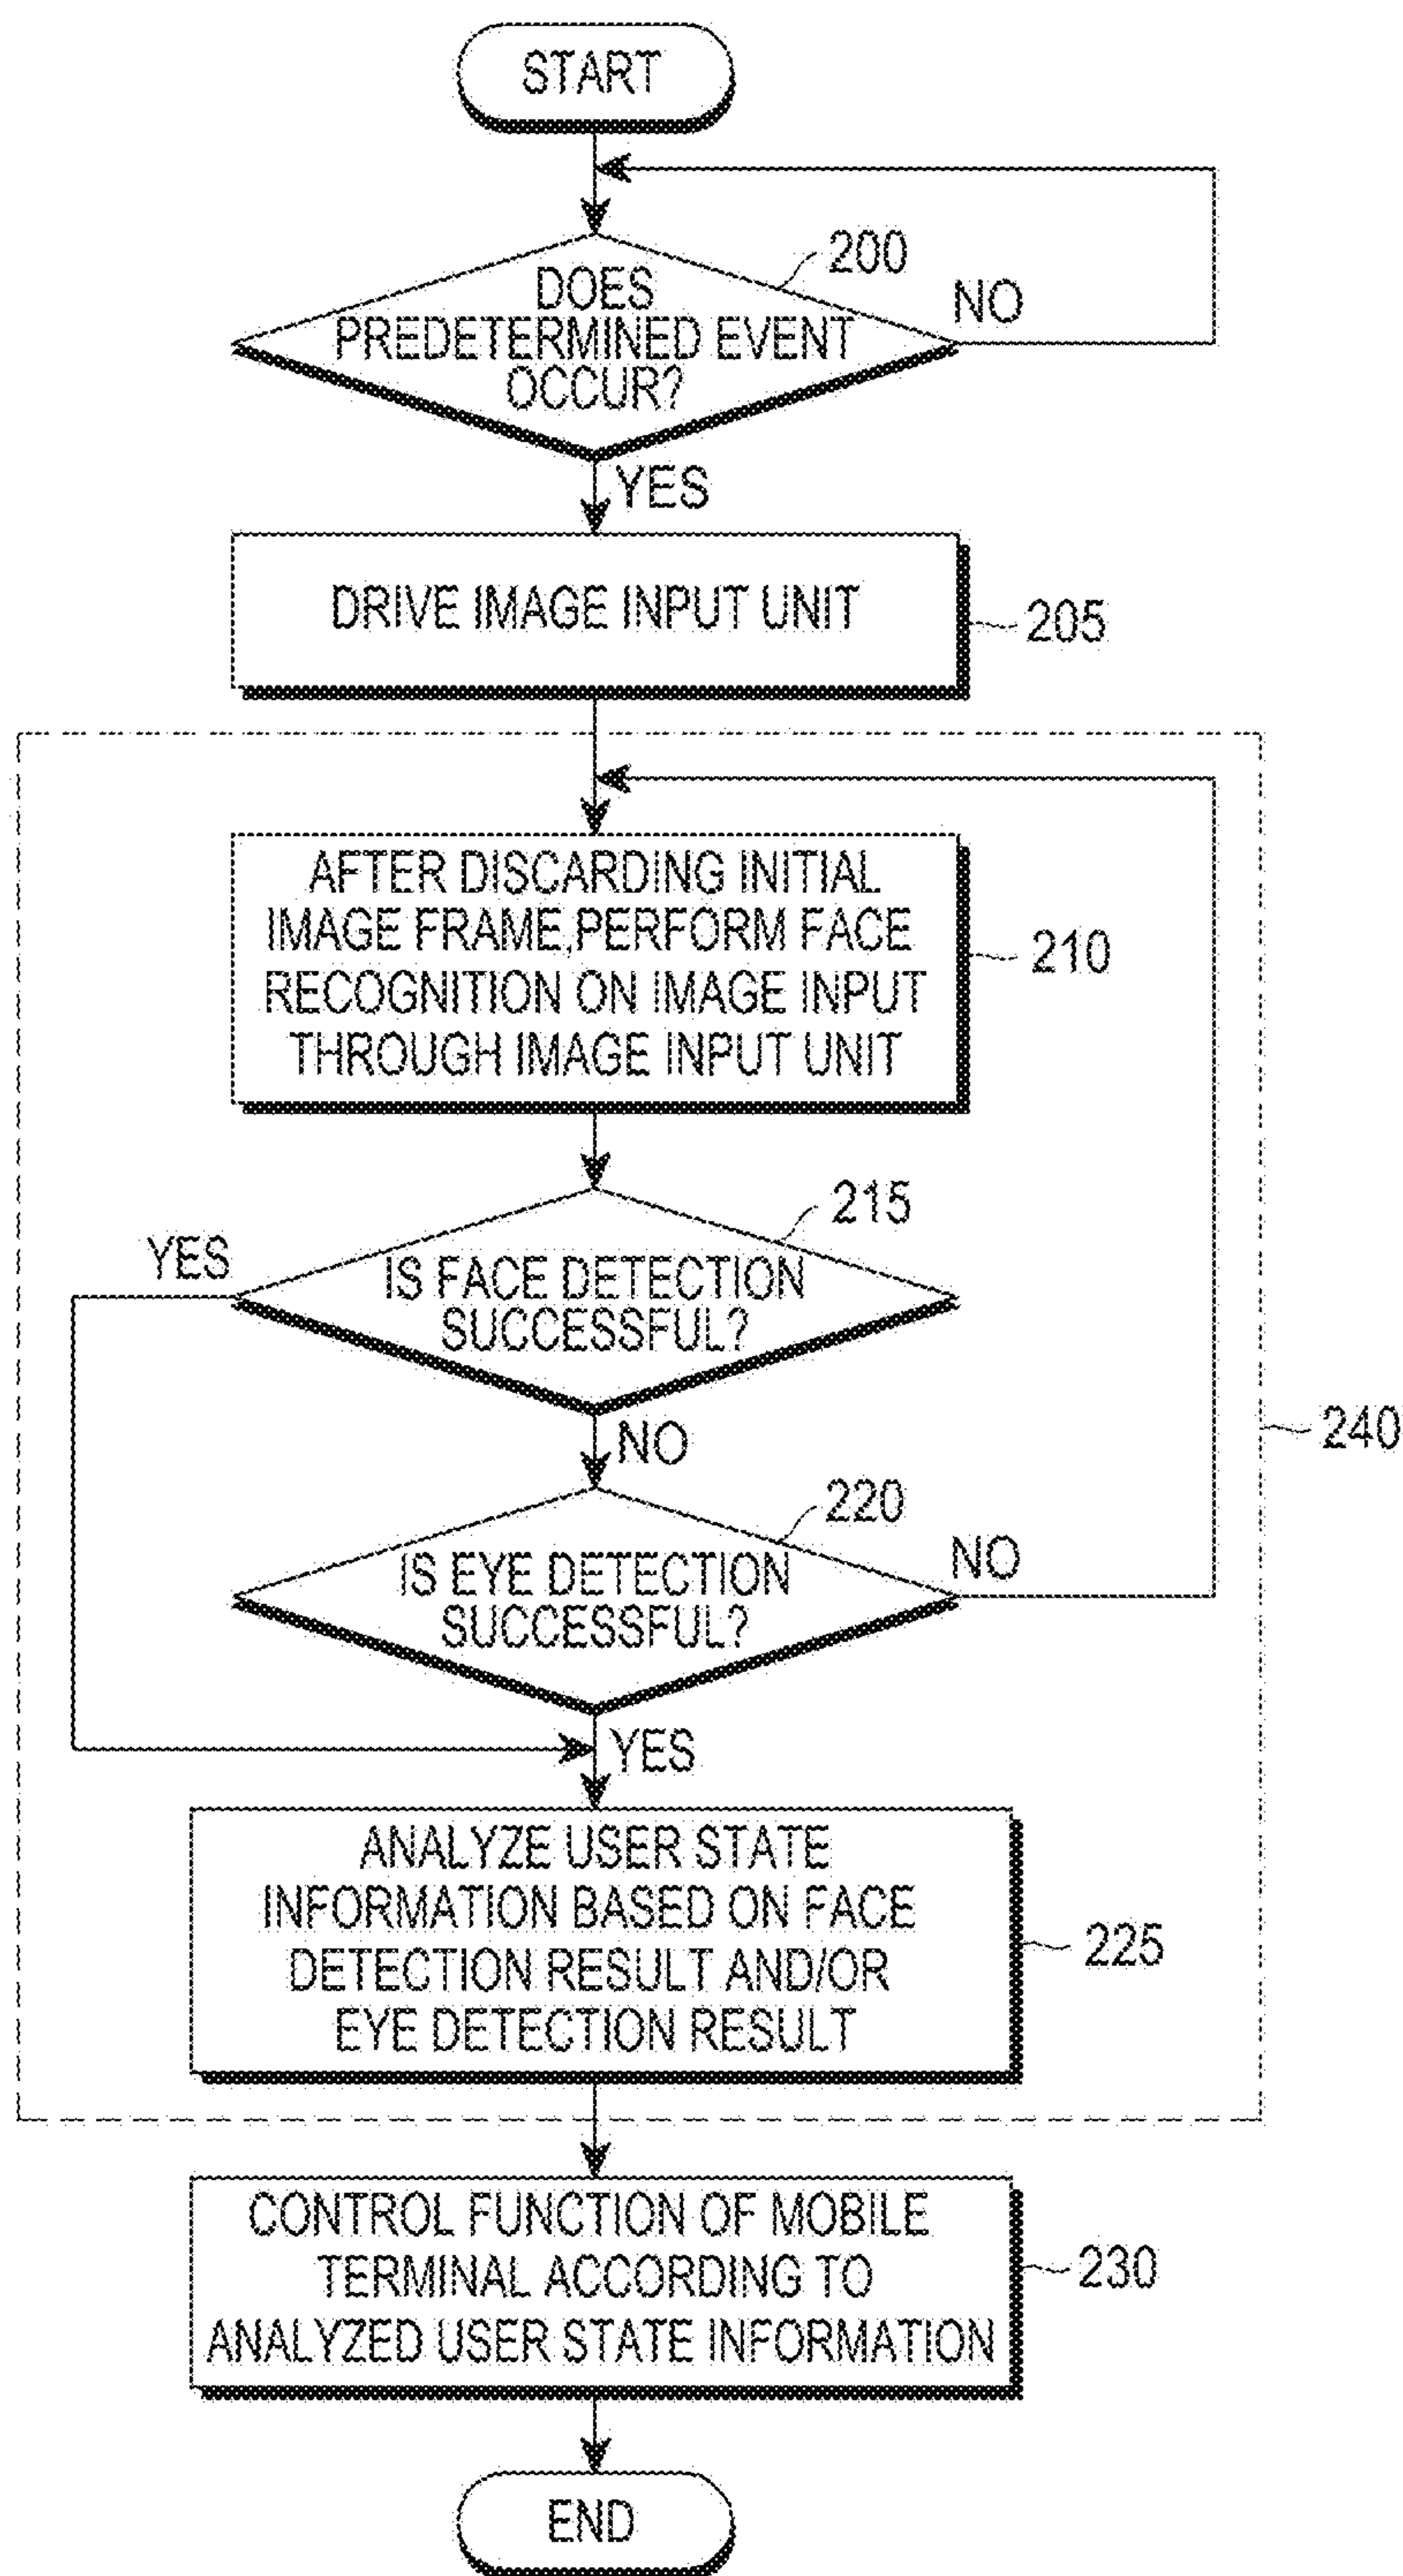 START
200
DOES
PREDETERMINED EVENT
OCCUR?
NO
YES
DRIVE IMAGE INPUT UNIT
205
AFTER DISCARDING INITIAL
IMAGE FRAME,PERFORM FACE
RECOGNITION ON IMAGE INPUT
THROUGH IMAGE INPUT UNIT
210
215
YES
IS FACE DETECTION
SUCCESSFUL?
NO
240
220
IS EYE DETECTION
SUCCESSFUL?
NO
YES
ANALYZE USER STATE
INFORMATION BASED ON FACE
DETECTION RESULT AND/OR
EYE DETECTION RESULT
225
CONTROL FUNCTION OF MOBILE
TERMINAL ACCORDING TO
ANALYZED USER STATE INFORMATION
230
END